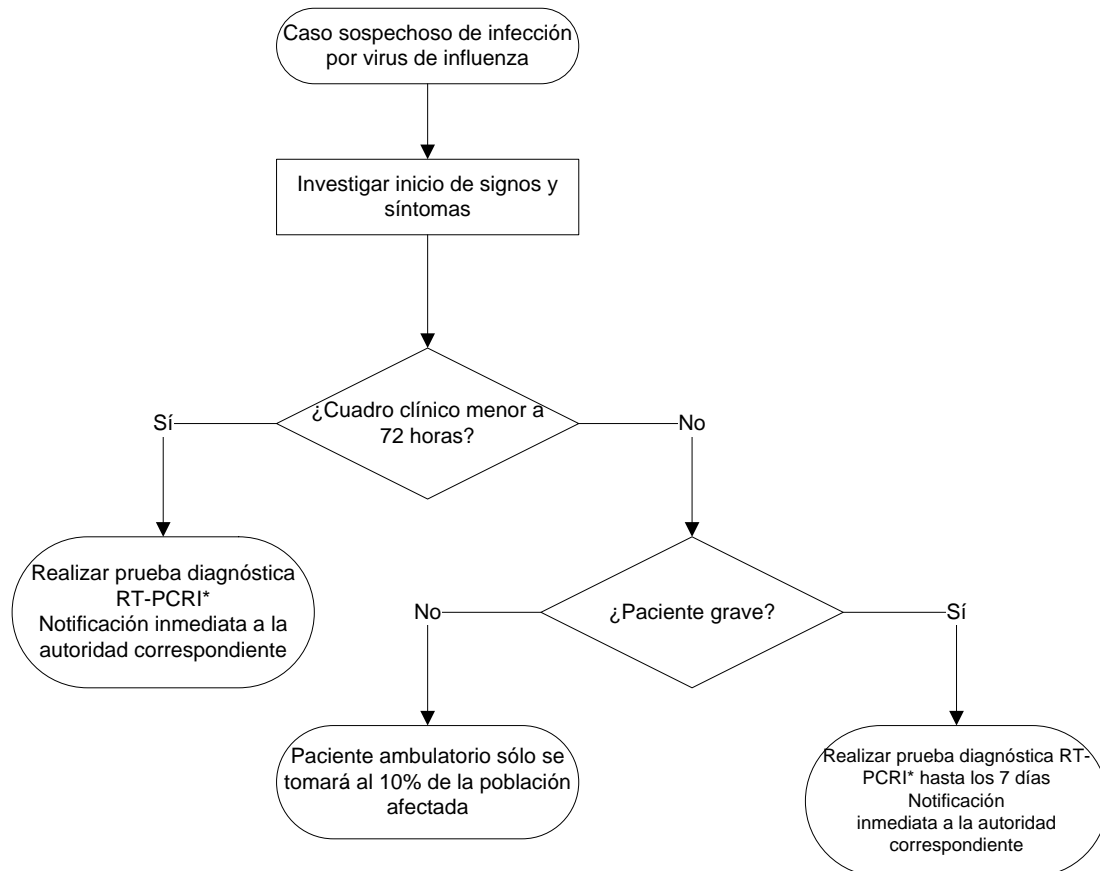 Caso sospechoso de infección
por virus de influenza
Investigar inicio de signos y
síntomas
¿Cuadro clínico menor a
72 horas?
Sí
No
Realizar prueba diagnóstica
RT-PCRI*
Notificación inmediata a la
autoridad correspondiente
¿Paciente grave?
No
Sí
Paciente ambulatorio sólo se
tomará al 10% de la población
afectada
Realizar prueba diagnóstica RT-
PCRI* hasta los 7 días
Notificación
inmediata a la autoridad
correspondiente